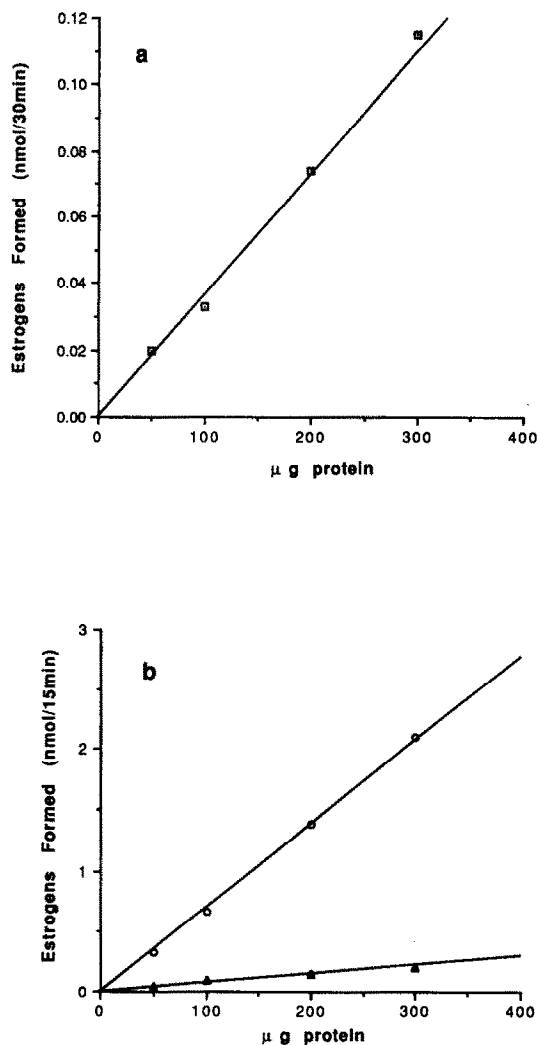 a
Estrogens Formed (nmol/30min)
0.12
0.10
0.08
0.06
0.04
0.02
0.00
0 100 200 300 400
μ g protein
b
Estrogens Formed (nmol/15min)
3
2
1
0
0 100 200 300 400
μ g protein